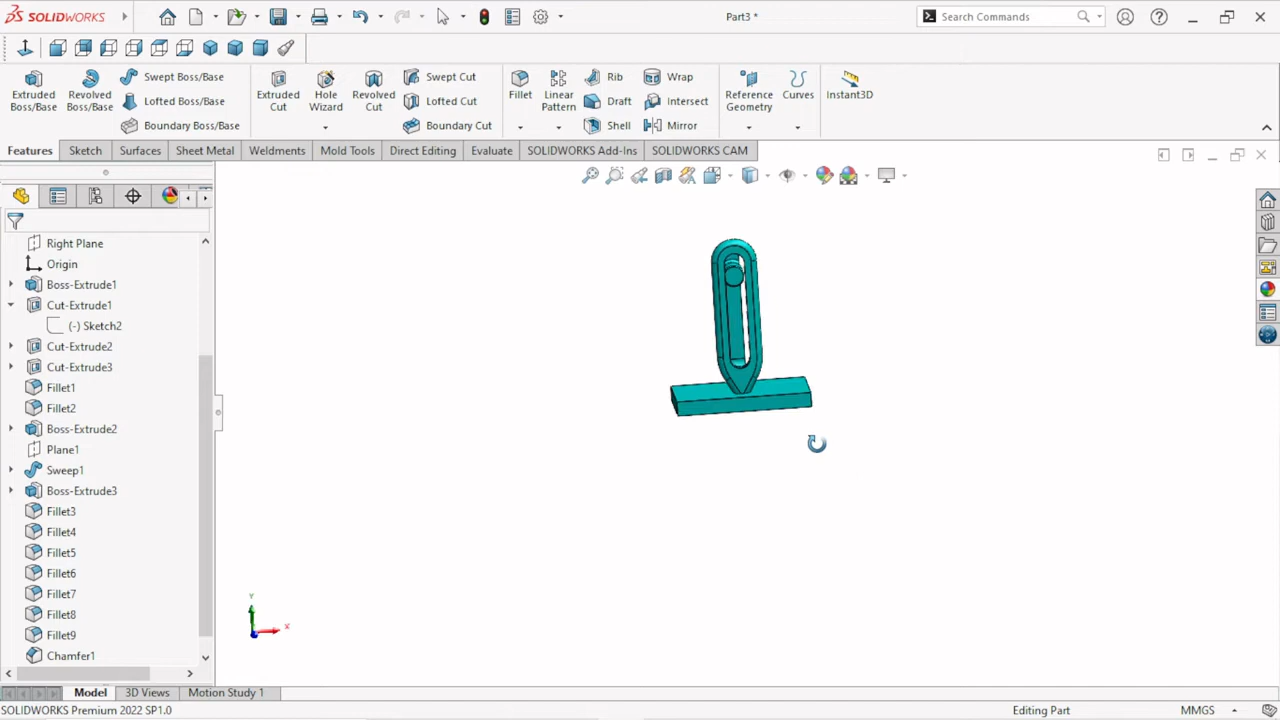 SOLIDWORKS
Part3 *
Search Commands
Extruded Boss/Base
Revolved Boss/Base
Swept Boss/Base
Lofted Boss/Base
Boundary Boss/Base
Extruded Cut
Hole Wizard
Revolved Cut
Swept Cut
Lofted Cut
Boundary Cut
Fillet
Linear Pattern
Rib
Draft
Shell
Wrap
Intersect
Mirror
Reference Geometry
Curves
Instant3D
Features
Sketch
Surfaces
Sheet Metal
Weldments
Mold Tools
Direct Editing
Evaluate
SOLIDWORKS Add-Ins
SOLIDWORKS CAM
Right Plane
Origin
Boss-Extrude1
Cut-Extrude1
(-) Sketch2
Cut-Extrude2
Cut-Extrude3
Fillet1
Fillet2
Boss-Extrude2
Plane1
Sweep1
Boss-Extrude3
Fillet3
Fillet4
Fillet5
Fillet6
Fillet7
Fillet8
Fillet9
Chamfer1
Y
X
Model
3D Views
Motion Study 1
SOLIDWORKS Premium 2022 SP1.0
Editing Part
MMGS